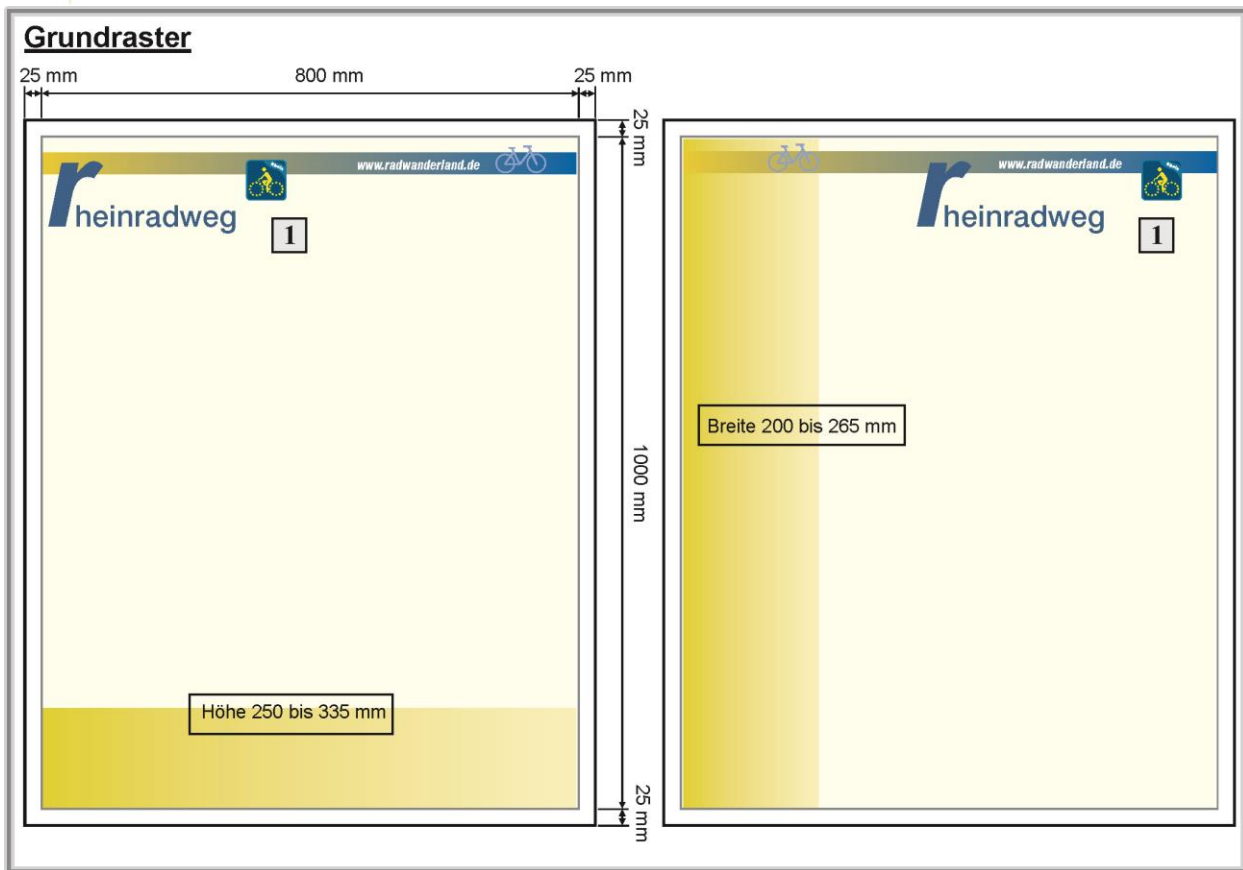 Grundraster
25 mm
800 mm
25 mm
25 mm
www.radwanderland.de
rheinradweg
1
www.radwanderland.de
rheinradweg
1
Breite 200 bis 265 mm
1000 mm
Höhe 250 bis 335 mm
25 mm